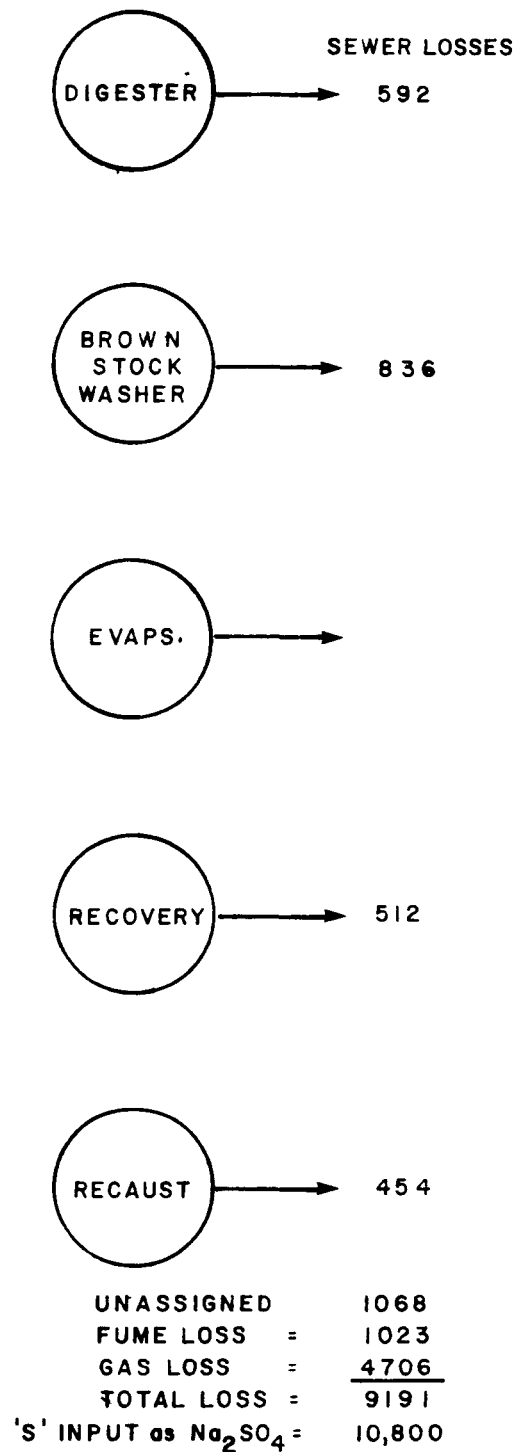 SEWER LOSSES
DIGESTER 592
BROWN
STOCK
WASHER 836
EVAPS.
RECOVERY 512
RECAUST 454
UNASSIGNED 1068
FUME LOSS = 1023
GAS LOSS = 4706
TOTAL LOSS = 9191
'S' INPUT as Na₂SO₄ = 10,800